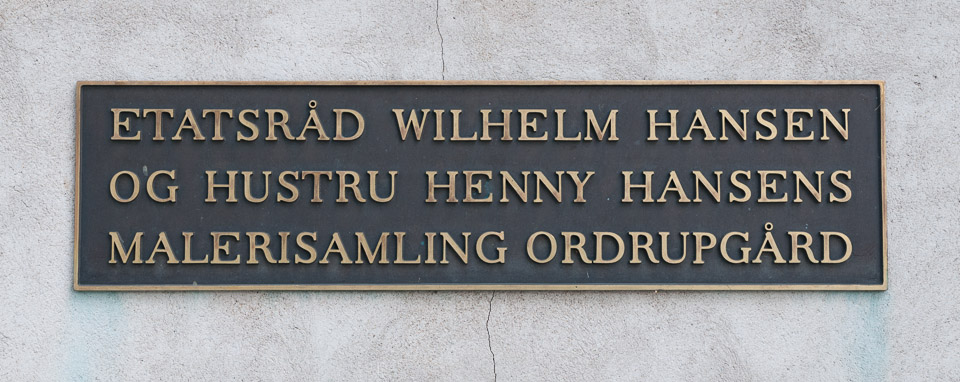 ETATSRÅD WILHELM HANSEN
OG HUSTRU HENNY HANSENS
MALERISAMLING ORDRUPGÅRD